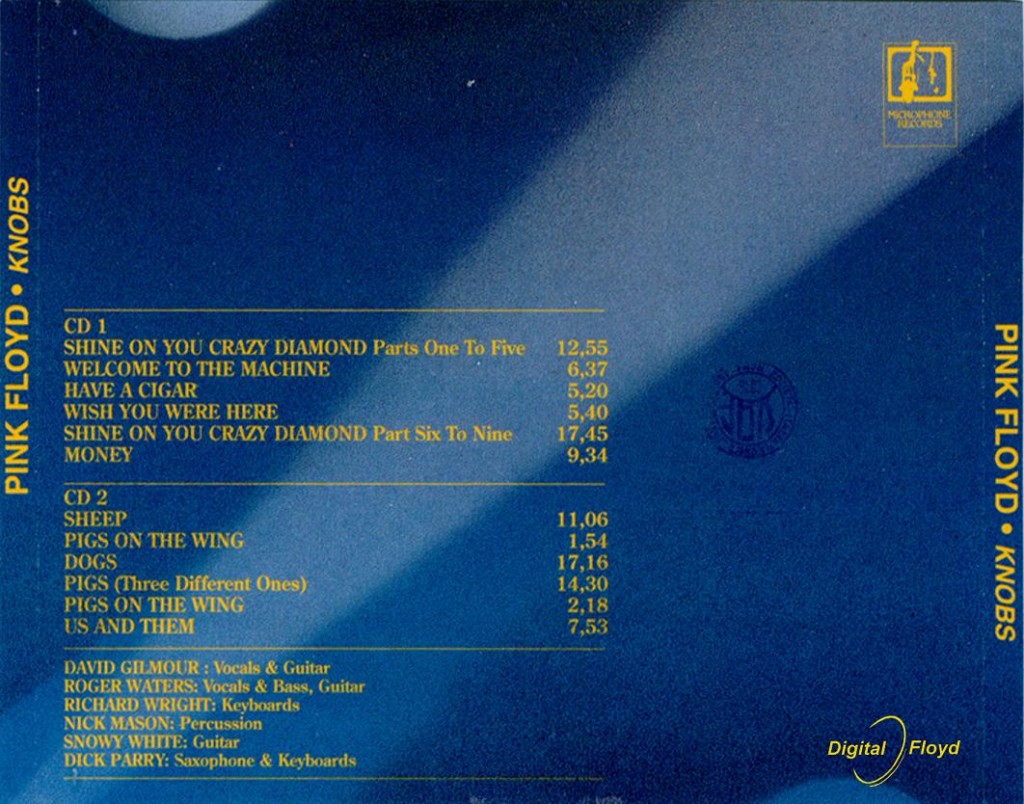 PINK FLOYD • KNOBS
MICROPHONE
RECORDS
CD 1
SHINE ON YOU CRAZY DIAMOND Parts One To Five 12,55
WELCOME TO THE MACHINE 6,37
HAVE A CIGAR 5,20
WISH YOU WERE HERE 5,40
SHINE ON YOU CRAZY DIAMOND Part Six To Nine 17,45
MONEY 9,34
CD 2
SHEEP 11,06
PIGS ON THE WING 1,54
DOGS 17,16
PIGS (Three Different Ones) 14,30
PIGS ON THE WING 2,18
US AND THEM 7,53
DAVID GILMOUR : Vocals & Guitar
ROGER WATERS: Vocals & Bass, Guitar
RICHARD WRIGHT: Keyboards
NICK MASON: Percussion
SNOWY WHITE: Guitar
DICK PARRY: Saxophone & Keyboards
Digital Floyd
PINK FLOYD • KNOBS